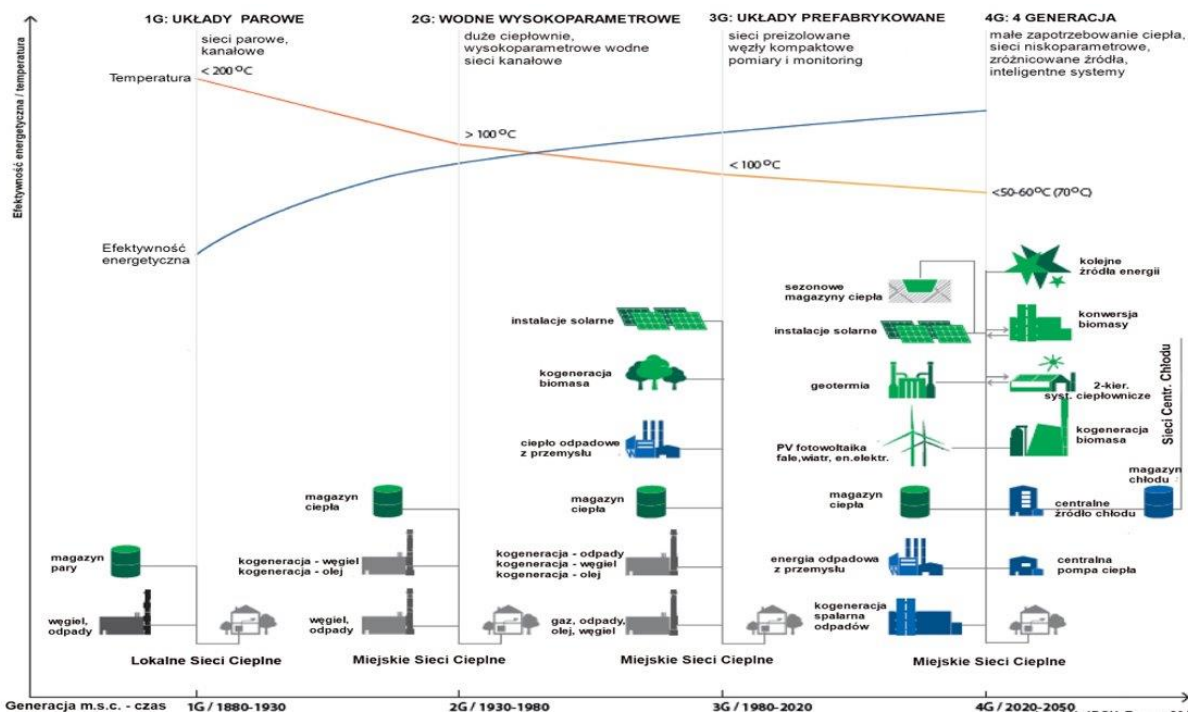 1G: UKŁADY PAROWE
sieci parowe,
kanałowe
2G: WODNE WYSOKOPARAMETROWE
duże ciepłownie,
wysokoparametrowe wodne
sieci kanałowe
3G: UKŁADY PREFABRYKOWANE
sieci preizolowane
węzły kompaktowe
pomiary i monitoring
4G: 4 GENERACJA
małe zapotrzebowanie ciepła,
sieci niskoparametrowe,
zróżnicowane źródła,
inteligentne systemy
Efektywność energetyczna / temperatura
Temperatura
< 200 °C
> 100 °C
< 100 °C
<50-60°C (70°C)
Efektywność
energetyczna
magazyn
pary
węgiel,
odpady
Lokalne Sieci Cieplne
magazyn
ciepła
kogeneracja - węgiel
kogeneracja - olej
węgiel,
odpady
Miejskie Sieci Cieplne
instalacje solarne
kogeneracja
biomasa
ciepło odpadowe
z przemysłu
magazyn
ciepła
kogeneracja - odpady
kogeneracja - węgiel
kogeneracja - olej
gaz, odpady,
olej, węgiel
Miejskie Sieci Cieplne
sezonowe
magazyny ciepła
instalacje solarne
geotermia
PV fotowoltaika
fale,wiatr, en.elektr.
magazyn
ciepła
energia odpadowa
z przemysłu
kogeneracja
spalarna
odpadów
kolejne
źródła energii
konwersja
biomasy
2-kier.
syst. ciepłownicze
kogeneracja
biomasa
magazyn
chłodu
centralne
źródło chłodu
centralna
pompa ciepła
Sieci Centr. Chłodu
Miejskie Sieci Cieplne
Generacja m.s.c. - czas
1G / 1880-1930
2G / 1930-1980
3G / 1980-2020
4G / 2020-2050